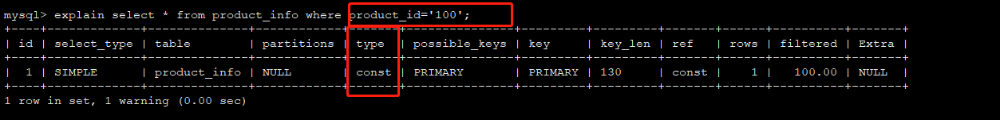 mysql> explain select * from product_info where product_id='100';
+----+-------------+--------------+------------+-------+---------------+---------+---------+-------+------+----------+-------+
| id | select_type | table        | partitions | type  | possible_keys | key     | key_len | ref   | rows | filtered | Extra |
+----+-------------+--------------+------------+-------+---------------+---------+---------+-------+------+----------+-------+
|  1 | SIMPLE      | product_info | NULL       | const | PRIMARY       | PRIMARY | 130     | const |    1 |   100.00 | NULL  |
+----+-------------+--------------+------------+-------+---------------+---------+---------+-------+------+----------+-------+
1 row in set, 1 warning (0.00 sec)